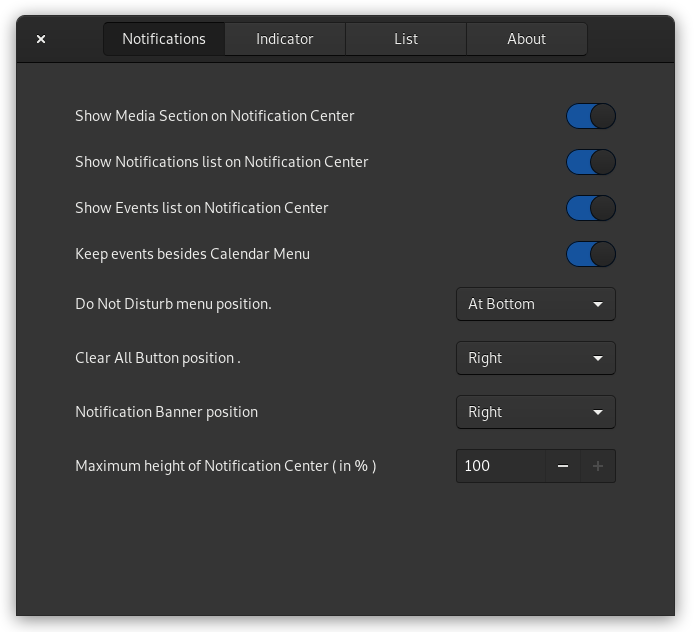 Notifications Indicator List About
Show Media Section on Notification Center
Show Notifications list on Notification Center
Show Events list on Notification Center
Keep events besides Calendar Menu
Do Not Disturb menu position. At Bottom
Clear All Button position . Right
Notification Banner position Right
Maximum height of Notification Center ( in % ) 100